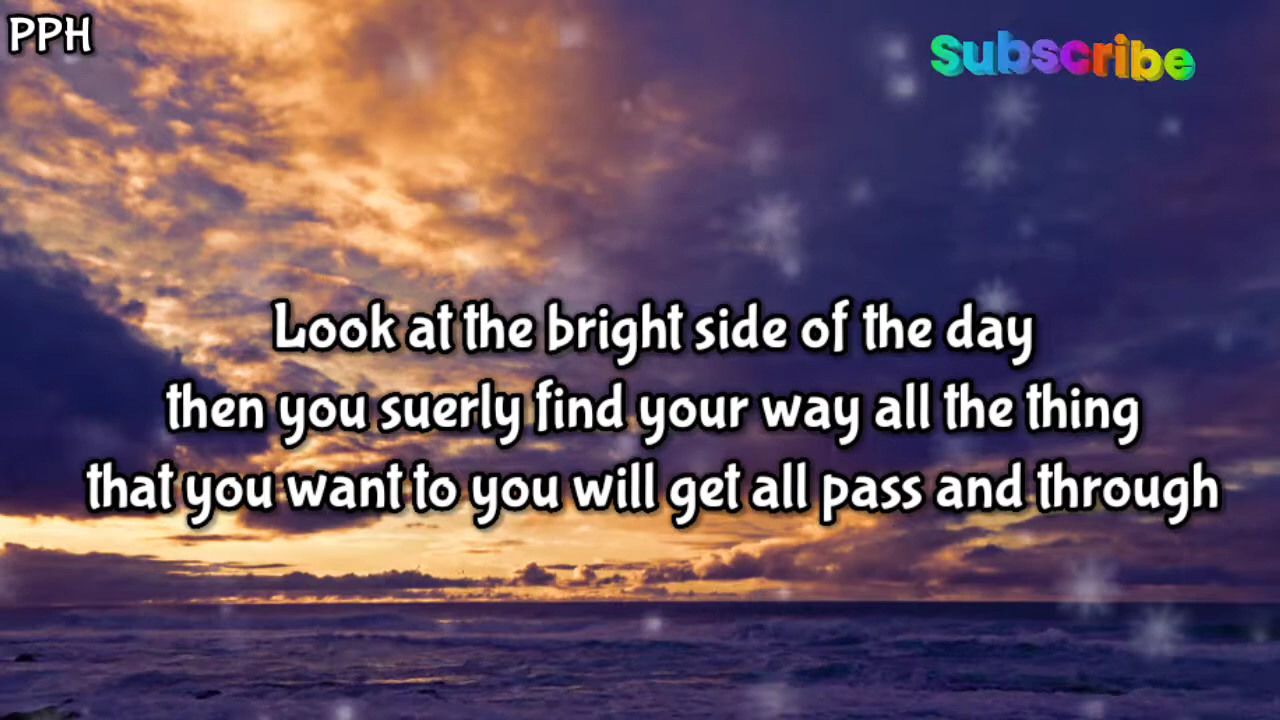 PPH
Subscribe
Look at the bright side of the day
then you suerly find your way all the thing
that you want to you will get all pass and through